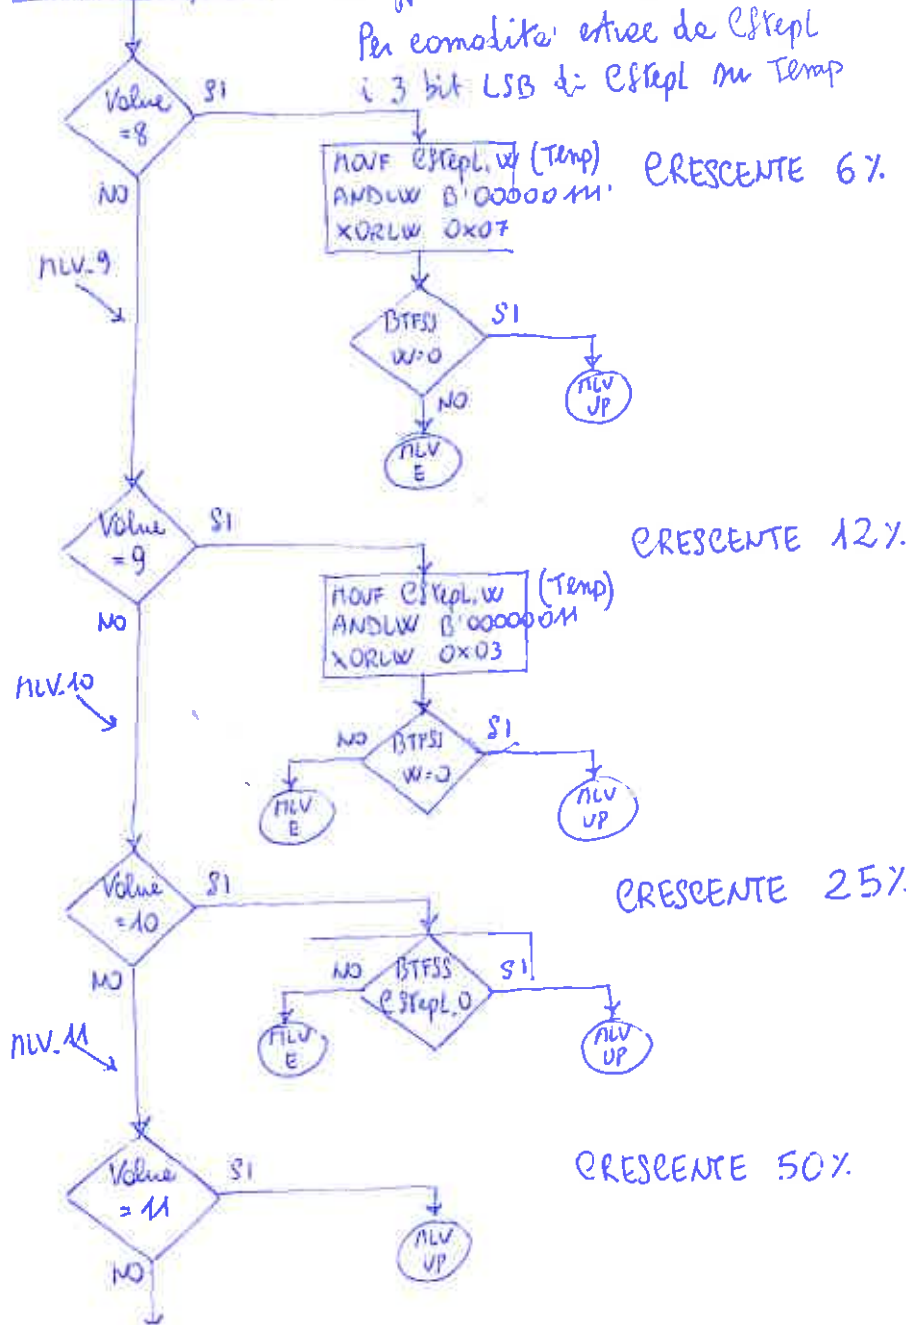 Per comodita' estrae da CStepL
i 3 bit LSB di CStepL su Temp
Value
=8
SI
NO
MOVF CStepL,W (Temp)
ANDLW B'00000111'
XORLW 0x07
CRESCENTE 6%
MLV_9
BTFSS
W=0
SI
NO
MLV
UP
MLV
E
Value
=9
SI
NO
CRESCENTE 12%
MOVF CStepL,W (Temp)
ANDLW B'00000011
XORLW 0x03
MLV_10
NO
BTFSS
W=0
SI
MLV
E
MLV
UP
Value
=10
SI
NO
CRESCENTE 25%
NO
BTFSS
CStepL,0
SI
MLV
E
MLV
UP
MLV_11
Value
=11
SI
NO
CRESCENTE 50%
MLV
UP